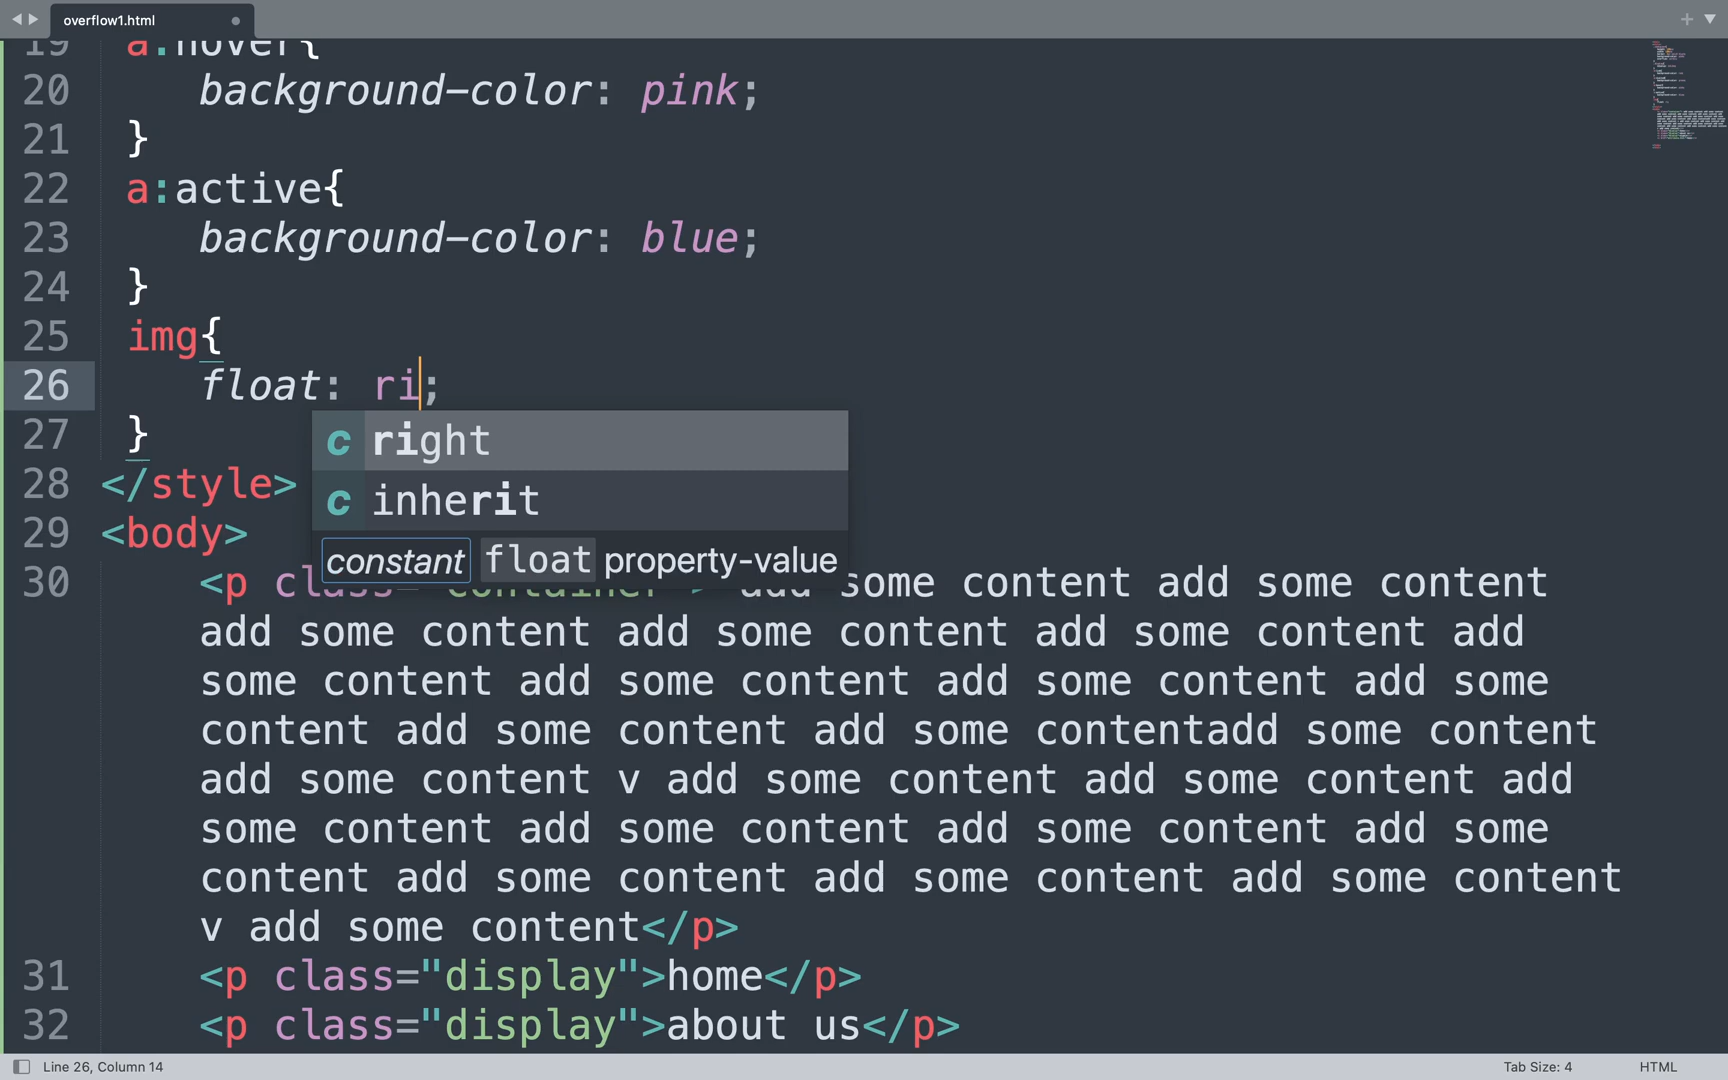 overflow1.html
19 a:hover{
20 background-color: pink;
21 }
22 a:active{
23 background-color: blue;
24 }
25 img{
26 float: ri;
27 }
right
inherit
constant float property-value
28 </style>
29 <body>
30 <p class="container"> add some content add some content
add some content add some content add some content add
some content add some content add some content add some
content add some content add some contentadd some content
add some content v add some content add some content add
some content add some content add some content add some
content add some content add some content add some content
v add some content</p>
31 <p class="display">home</p>
32 <p class="display">about us</p>
Line 26, Column 14
Tab Size: 4
HTML